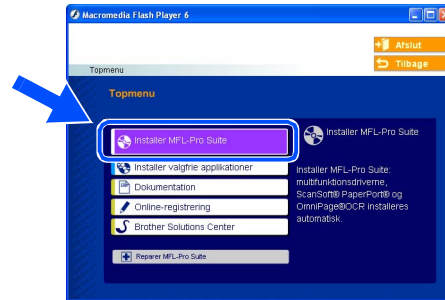 Macromedia Flash Player 6
Afslut
Tilbage
Topmenu
Topmenu
Installer MFL-Pro Suite
Installer valgfrie applikationer
Dokumentation
Online-registrering
Brother Solutions Center
Reparer MFL-Pro Suite
Installer MFL-Pro Suite
Installer MFL-Pro Suite:
multifunktionsdriverne,
ScanSoft® PaperPort® og
OmniPage®OCR installeres
automatisk.